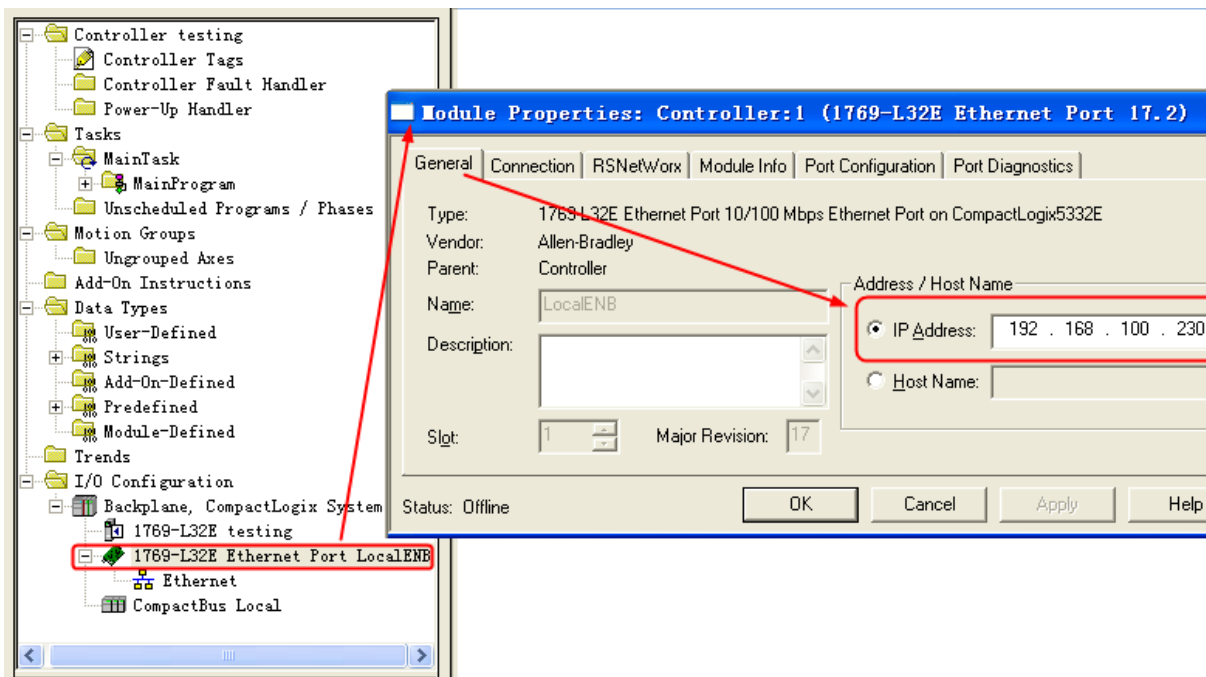 Controller testing
Controller Tags
Controller Fault Handler
Power-Up Handler
Tasks
MainTask
MainProgram
Unscheduled Programs / Phases
Motion Groups
Ungrouped Axes
Add-On Instructions
Data Types
User-Defined
Strings
Add-On-Defined
Predefined
Module-Defined
Trends
I/O Configuration
Backplane, CompactLogix System
1769-L32E testing
1769-L32E Ethernet Port LocalENB
Ethernet
CompactBus Local
Module Properties: Controller:1 (1769-L32E Ethernet Port 17.2)
General Connection RSNetWorx Module Info Port Configuration Port Diagnostics
Type: 1769-L32E Ethernet Port 10/100 Mbps Ethernet Port on CompactLogix5332E
Vendor: Allen-Bradley
Parent: Controller
Name: LocalENB
Description:
Slot: 1 Major Revision: 17
Address / Host Name
IP Address: 192 . 168 . 100 . 230
Host Name:
Status: Offline
OK Cancel Apply Help